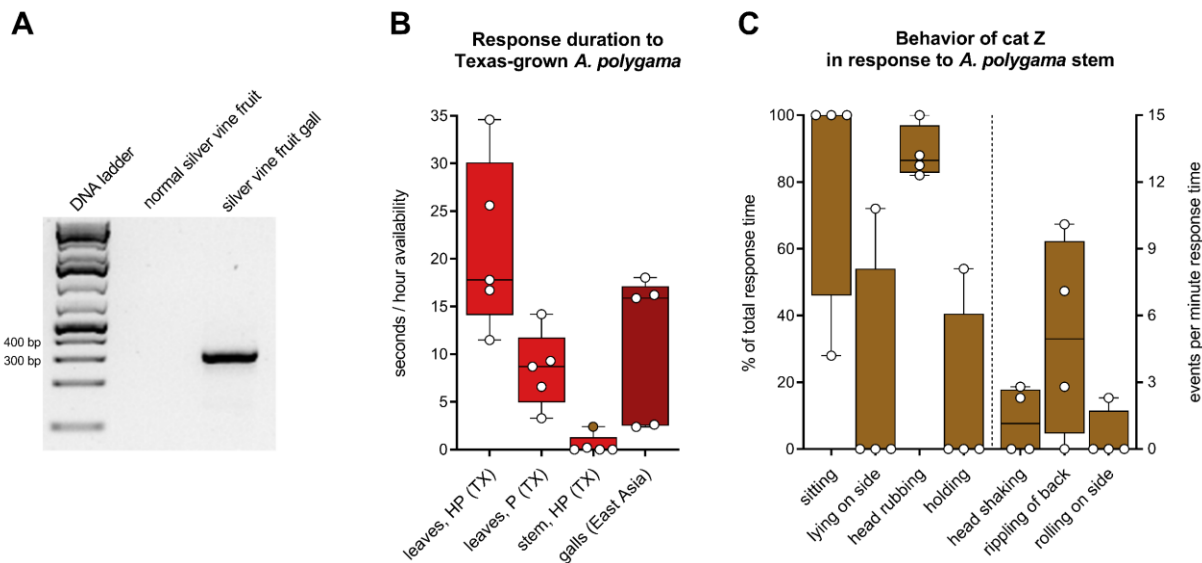 A
DNA ladder
normal silver vine fruit
silver vine fruit gall
400 bp
300 bp
B
Response duration to
Texas-grown A. polygama
seconds / hour availability
35
30
25
20
15
10
5
0
leaves, HP (TX)
leaves, P (TX)
stem, HP (TX)
galls (East Asia)
C
Behavior of cat Z
in response to A. polygama stem
% of total response time
100
80
60
40
20
0
sitting
lying on side
head rubbing
holding
head shaking
rippling of back
rolling on side
15
12
9
6
3
0
events per minute response time